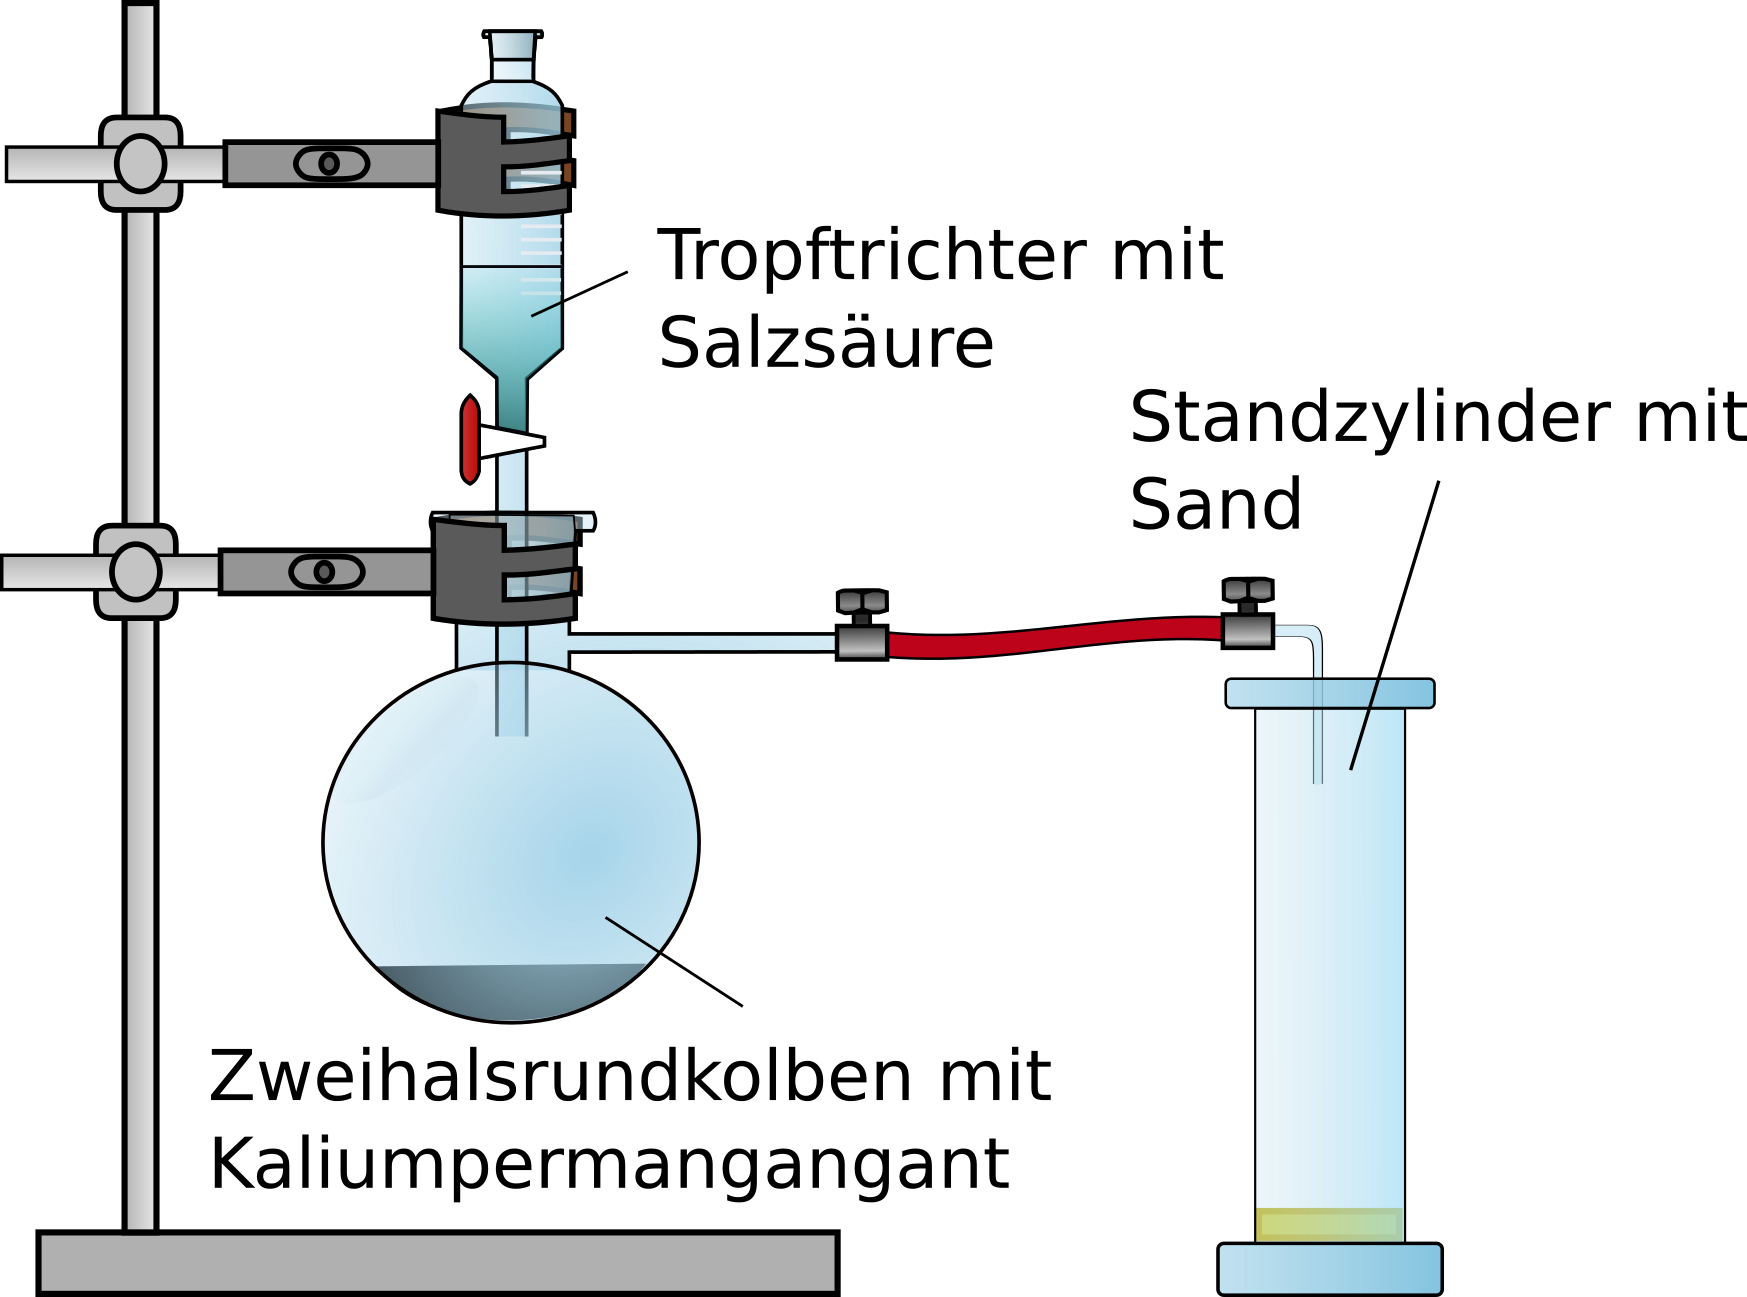 Tropftrichter mit
Salzsäure
Standzylinder mit
Sand
Zweihalsrundkolben mit
Kaliumpermangangant